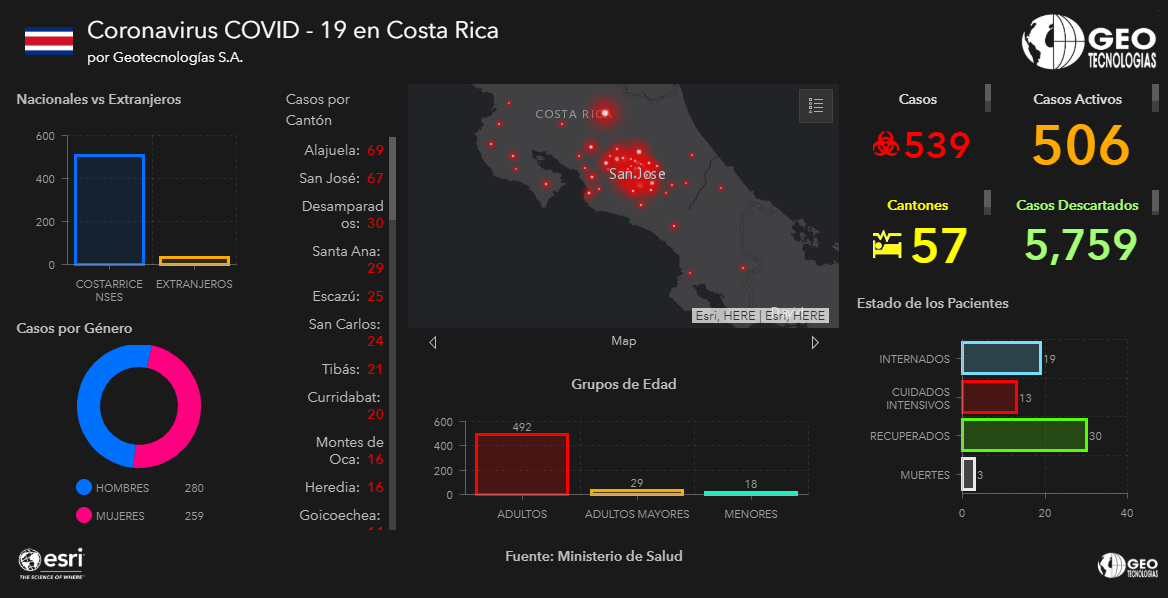 Coronavirus COVID - 19 en Costa Rica
por Geotecnologías S.A.
GEO
TECNOLOGIAS
Nacionales vs Extranjeros
600
400
200
0
COSTARRICE
NSES
EXTRANJEROS
Casos por Género
HOMBRES 280
MUJERES 259
Casos por
Cantón
Alajuela: 69
San José: 67
Desamparad
os: 30
Santa Ana:
29
Escazú: 25
San Carlos:
24
Tibás: 21
Curridabat:
20
Montes de
Oca: 16
Heredia: 16
Goicoechea:
COSTA RICA
San Jose
Esri, HERE | Esri, HERE
Map
Grupos de Edad
600
400
200
0
492
29
18
ADULTOS
ADULTOS MAYORES
MENORES
Casos
539
Casos Activos
506
Cantones
57
Casos Descartados
5,759
Estado de los Pacientes
INTERNADOS 19
CUIDADOS
INTENSIVOS 13
RECUPERADOS 30
MUERTES 3
0 20 40
esri
THE SCIENCE OF WHERE™
Fuente: Ministerio de Salud
GEO
TECNOLOGIAS